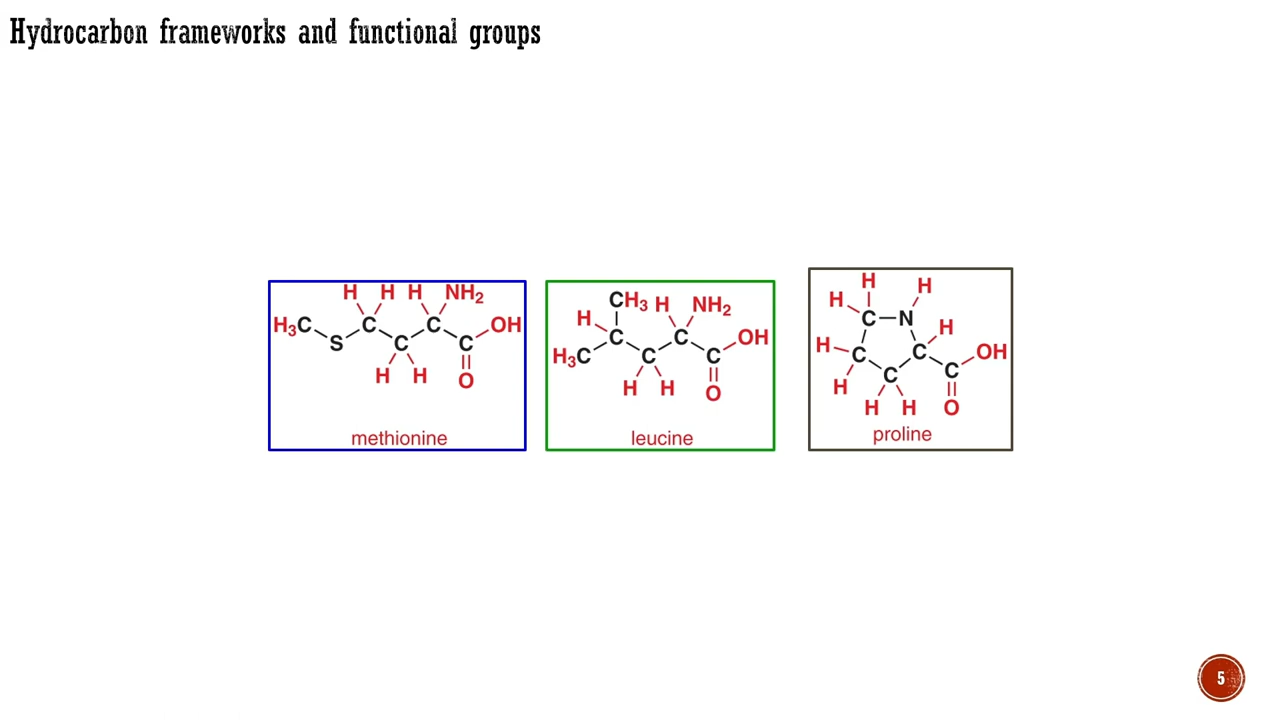 Hydrocarbon frameworks and functional groups
H H H NH₂
H₃C C C OH
S C C
H H O
methionine
CH₃ H NH₂
H C C OH
H₃C C C
H H O
leucine
H H H
C N H
H C C OH
H C C
H H O
proline
5